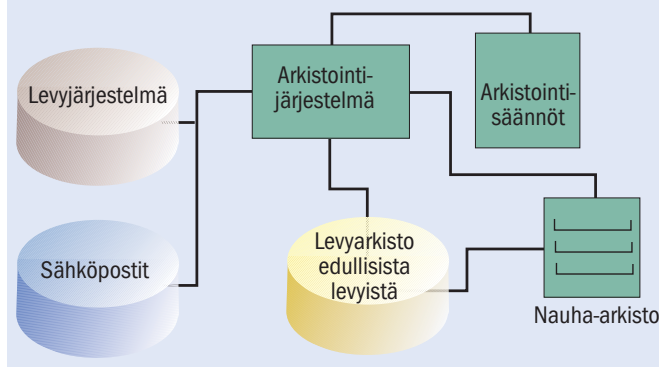 Levyjärjestelmä
Arkistointi-
järjestelmä
Arkistointi-
säännöt
Sähköpostit
Levyarkisto
edullisista
levyistä
Nauha-arkisto